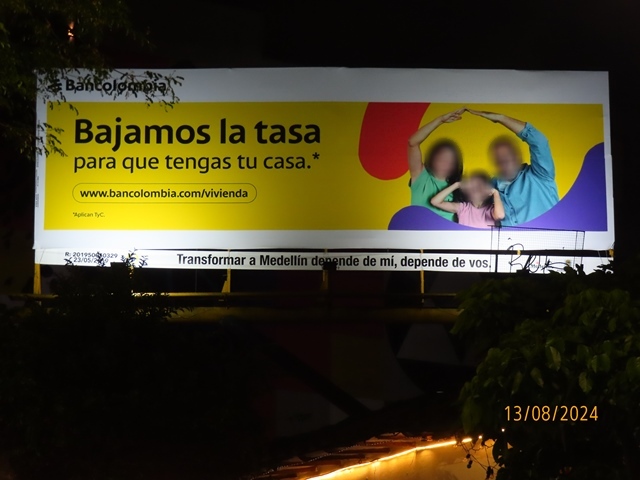 Bancolombia
Bajamos la tasa
para que tengas tu casa.*
www.bancolombia.com/vivienda
*Aplican TyC.
Transformar a Medellín depende de mí, depende de vos.
13/08/2024